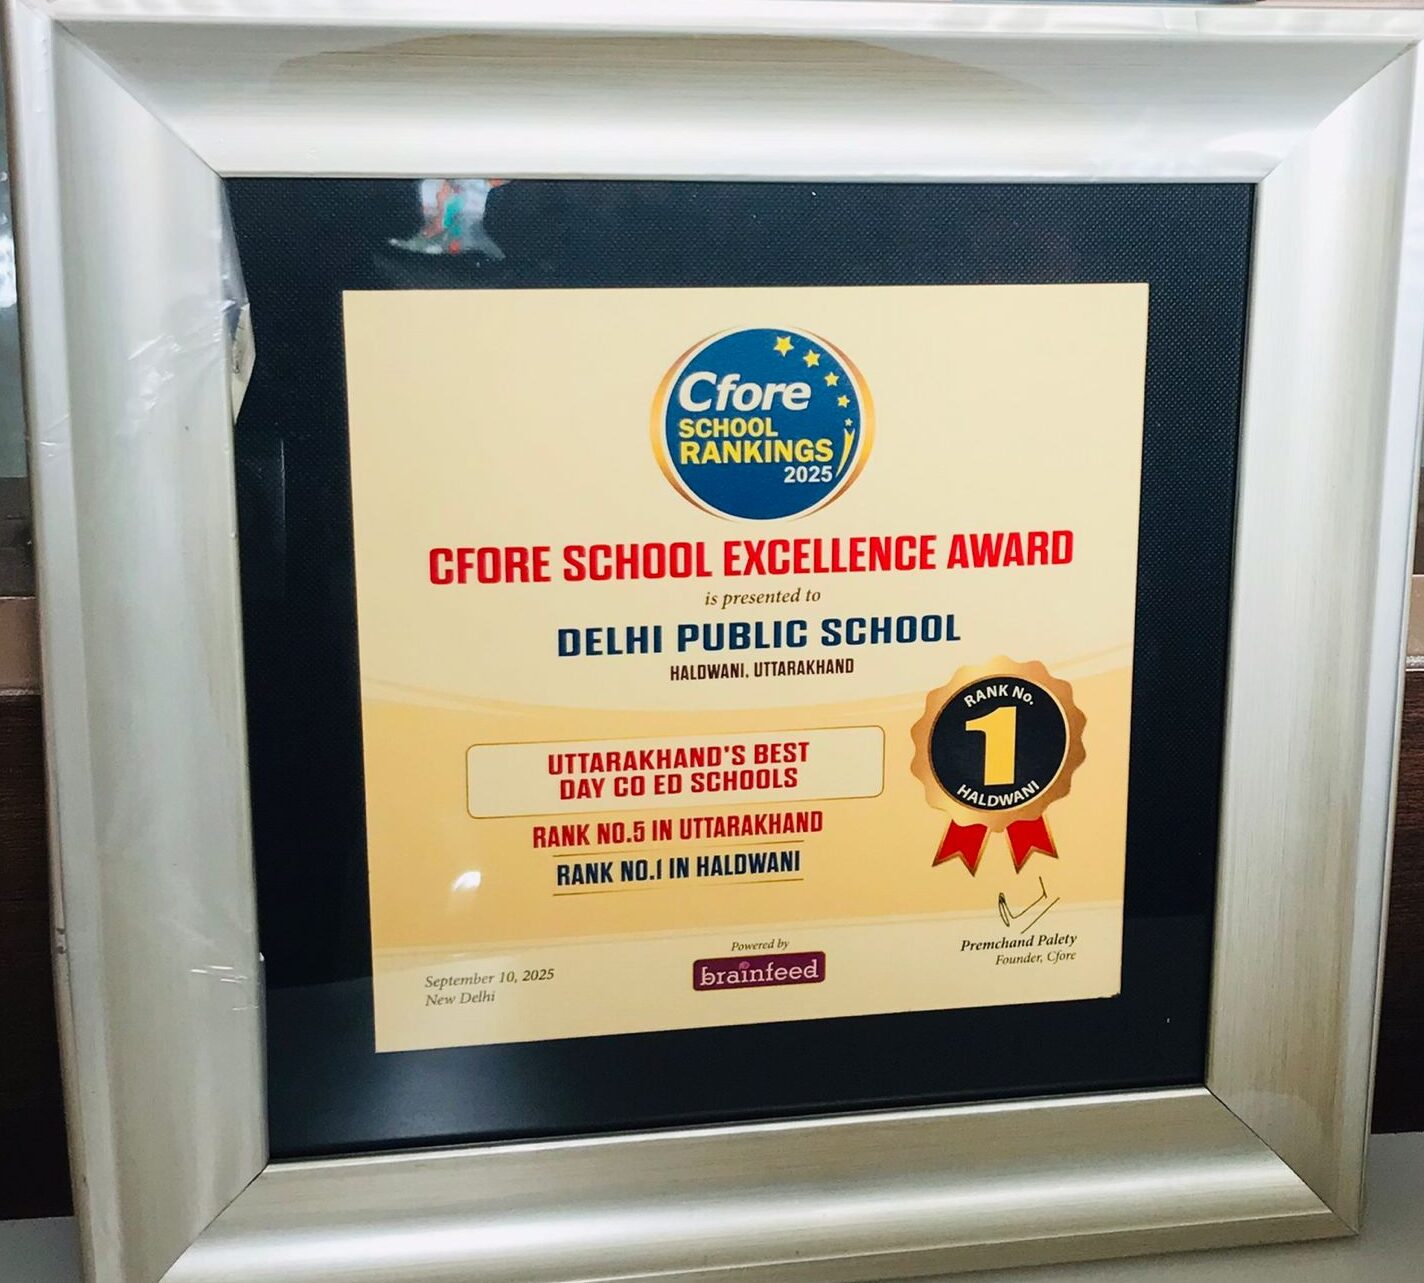 Cfore
SCHOOL
RANKINGS
2025
CFORE SCHOOL EXCELLENCE AWARD
is presented to
DELHI PUBLIC SCHOOL
HALDWANI, UTTARAKHAND
RANK No.
1
HALDWANI
UTTARAKHAND'S BEST
DAY CO ED SCHOOLS
RANK NO.5 IN UTTARAKHAND
RANK NO.1 IN HALDWANI
September 10, 2025
New Delhi
Powered by
brainfeed
Premchand Palety
Founder, Cfore